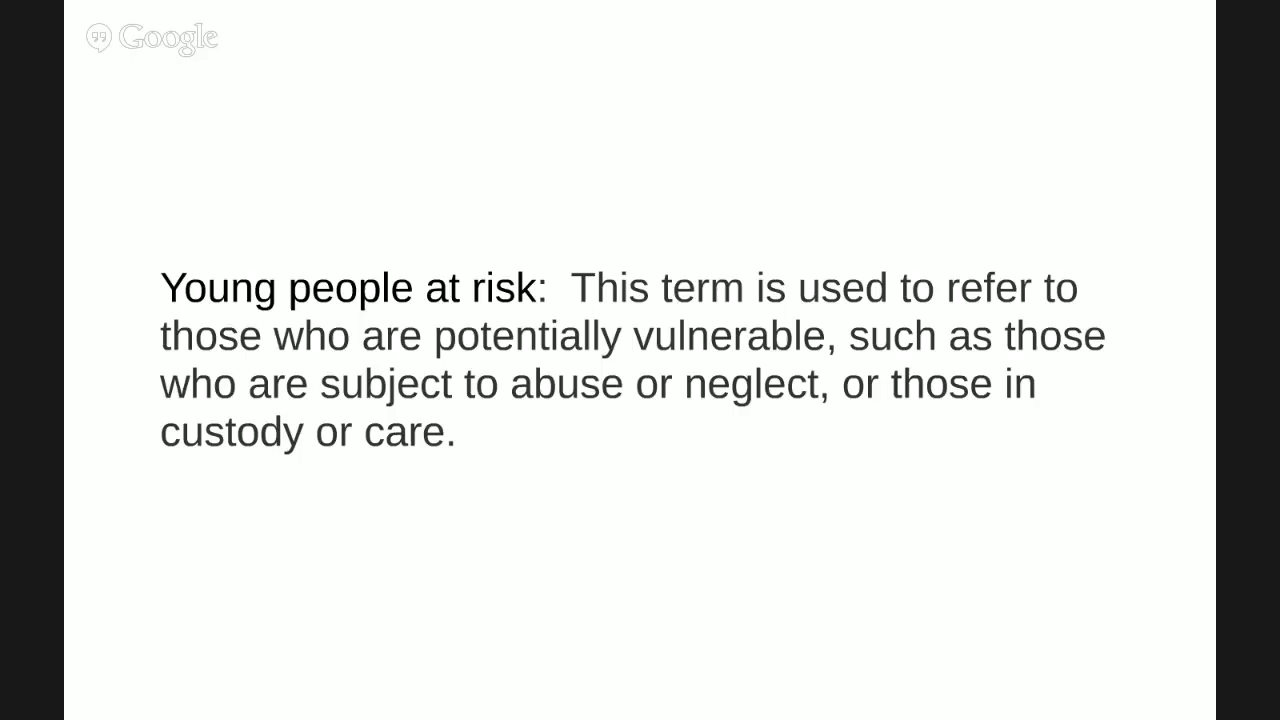 Google
Young people at risk:  This term is used to refer to
those who are potentially vulnerable, such as those
who are subject to abuse or neglect, or those in
custody or care.